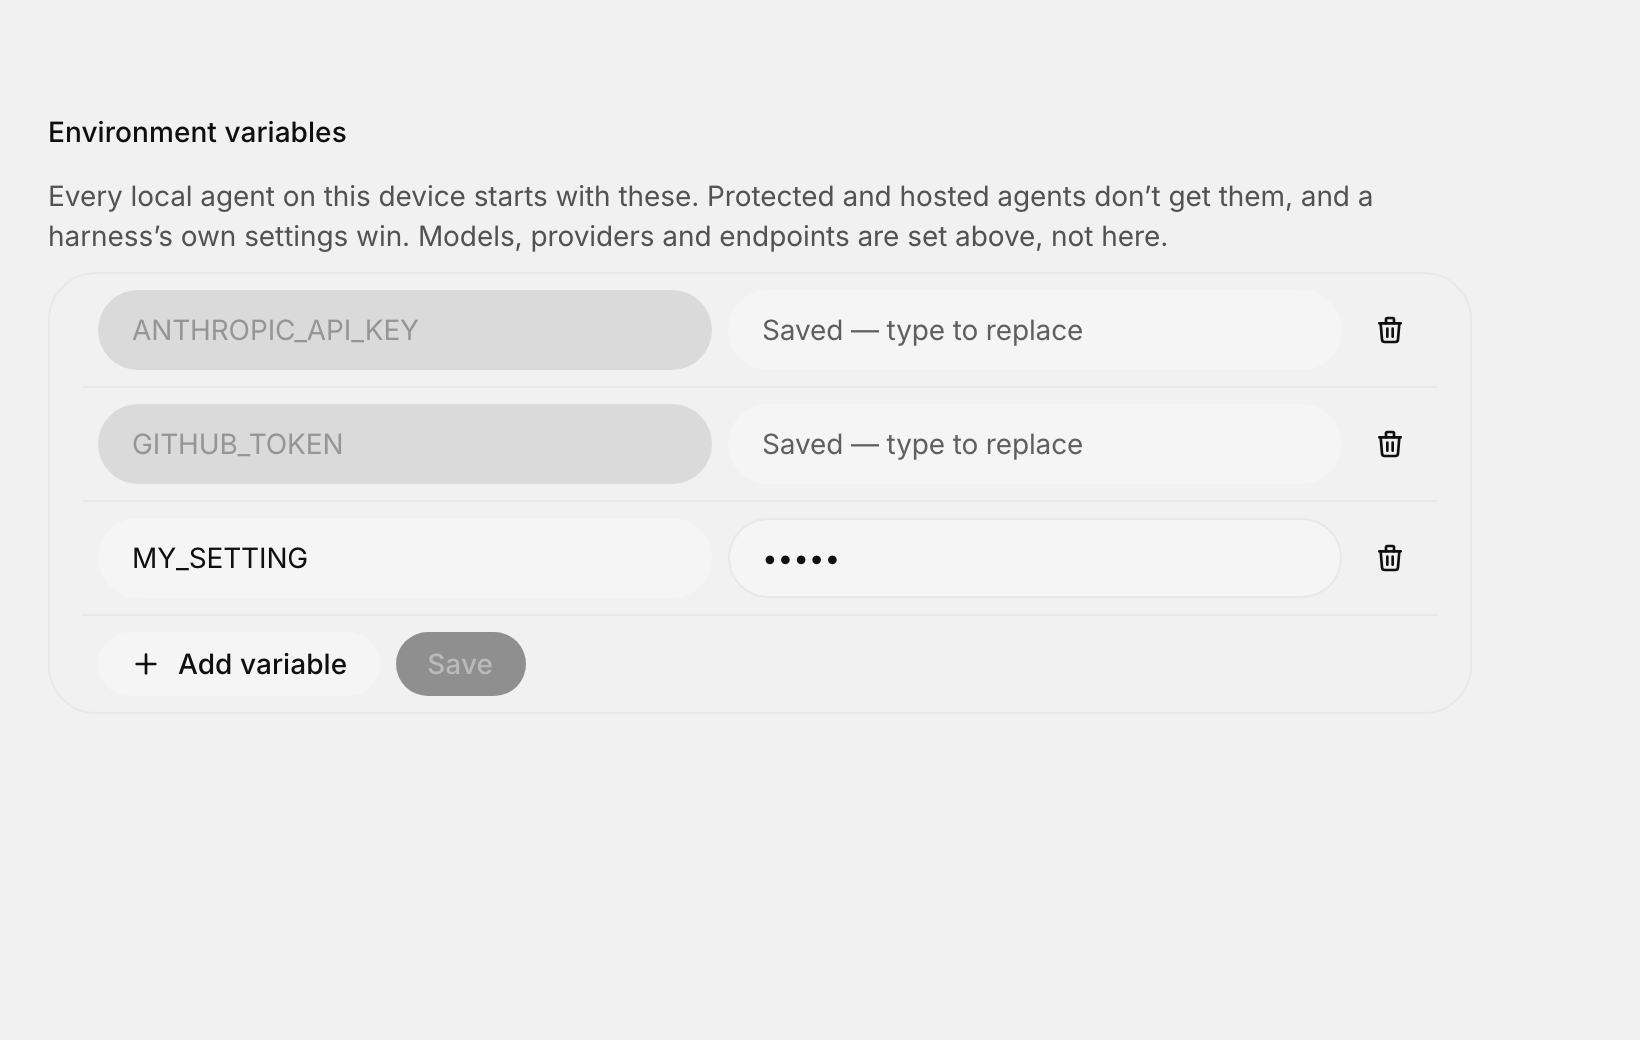 Environment variables
Every local agent on this device starts with these. Protected and hosted agents don’t get them, and a
harness’s own settings win. Models, providers and endpoints are set above, not here.
ANTHROPIC_API_KEY
Saved — type to replace
GITHUB_TOKEN
Saved — type to replace
MY_SETTING
•••••
Add variable
Save